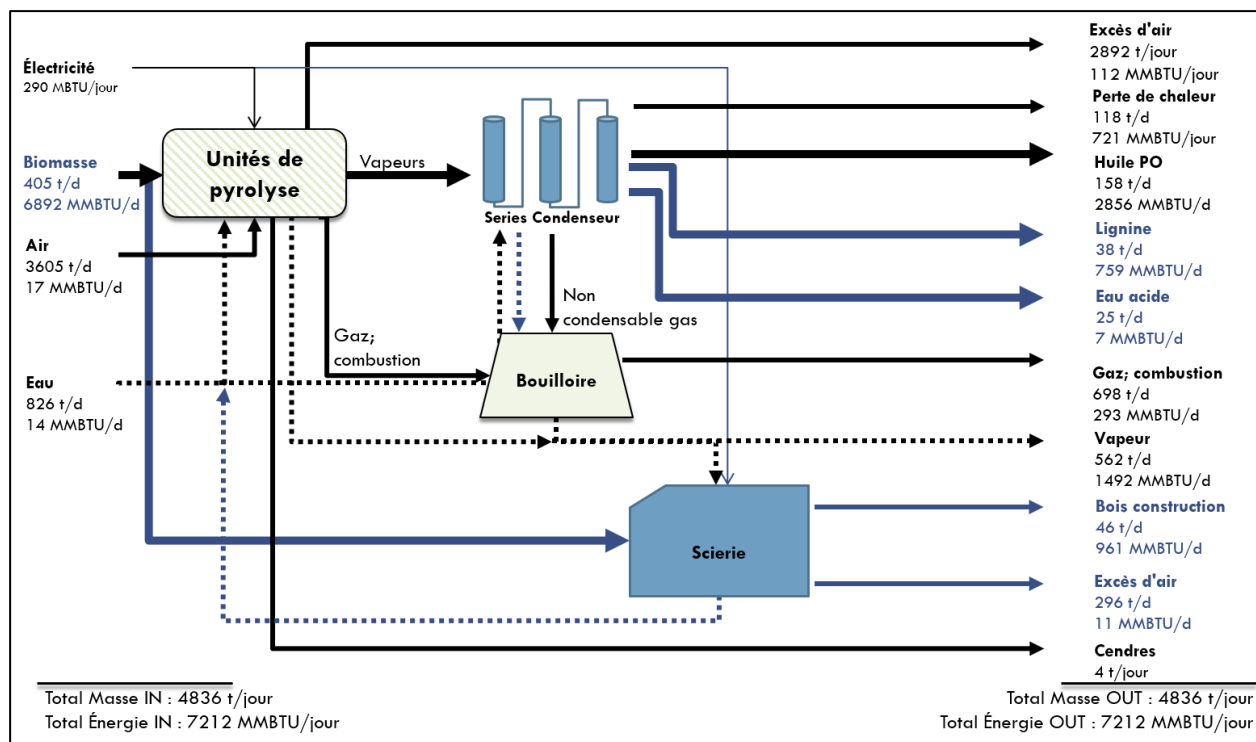 Électricité
290 MBTU/jour
Biomasse
405 t/d
6892 MMBTU/d
Air
3605 t/d
17 MMBTU/d
Eau
826 t/d
14 MMBTU/d
Unités de
pyrolyse
Vapeurs
Series Condenseur
Non
condensable gas
Gaz;
combustion
Bouilloire
Scierie
Excès d'air
2892 t/jour
112 MMBTU/jour
Perte de chaleur
118 t/d
721 MMBTU/jour
Huile PO
158 t/d
2856 MMBTU/d
Lignine
38 t/d
759 MMBTU/d
Eau acide
25 t/d
7 MMBTU/d
Gaz; combustion
698 t/d
293 MMBTU/d
Vapeur
562 t/d
1492 MMBTU/d
Bois construction
46 t/d
961 MMBTU/d
Excès d'air
296 t/d
11 MMBTU/d
Cendres
4 t/jour
Total Masse IN : 4836 t/jour
Total Énergie IN : 7212 MMBTU/jour
Total Masse OUT : 4836 t/jour
Total Énergie OUT : 7212 MMBTU/jour